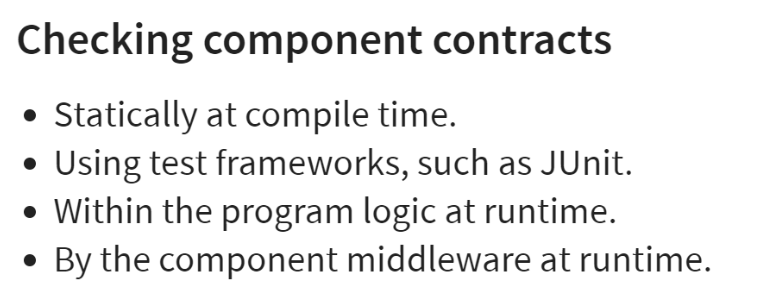 Checking component contracts
• Statically at compile time.
• Using test frameworks, such as JUnit.
• Within the program logic at runtime.
• By the component middleware at runtime.